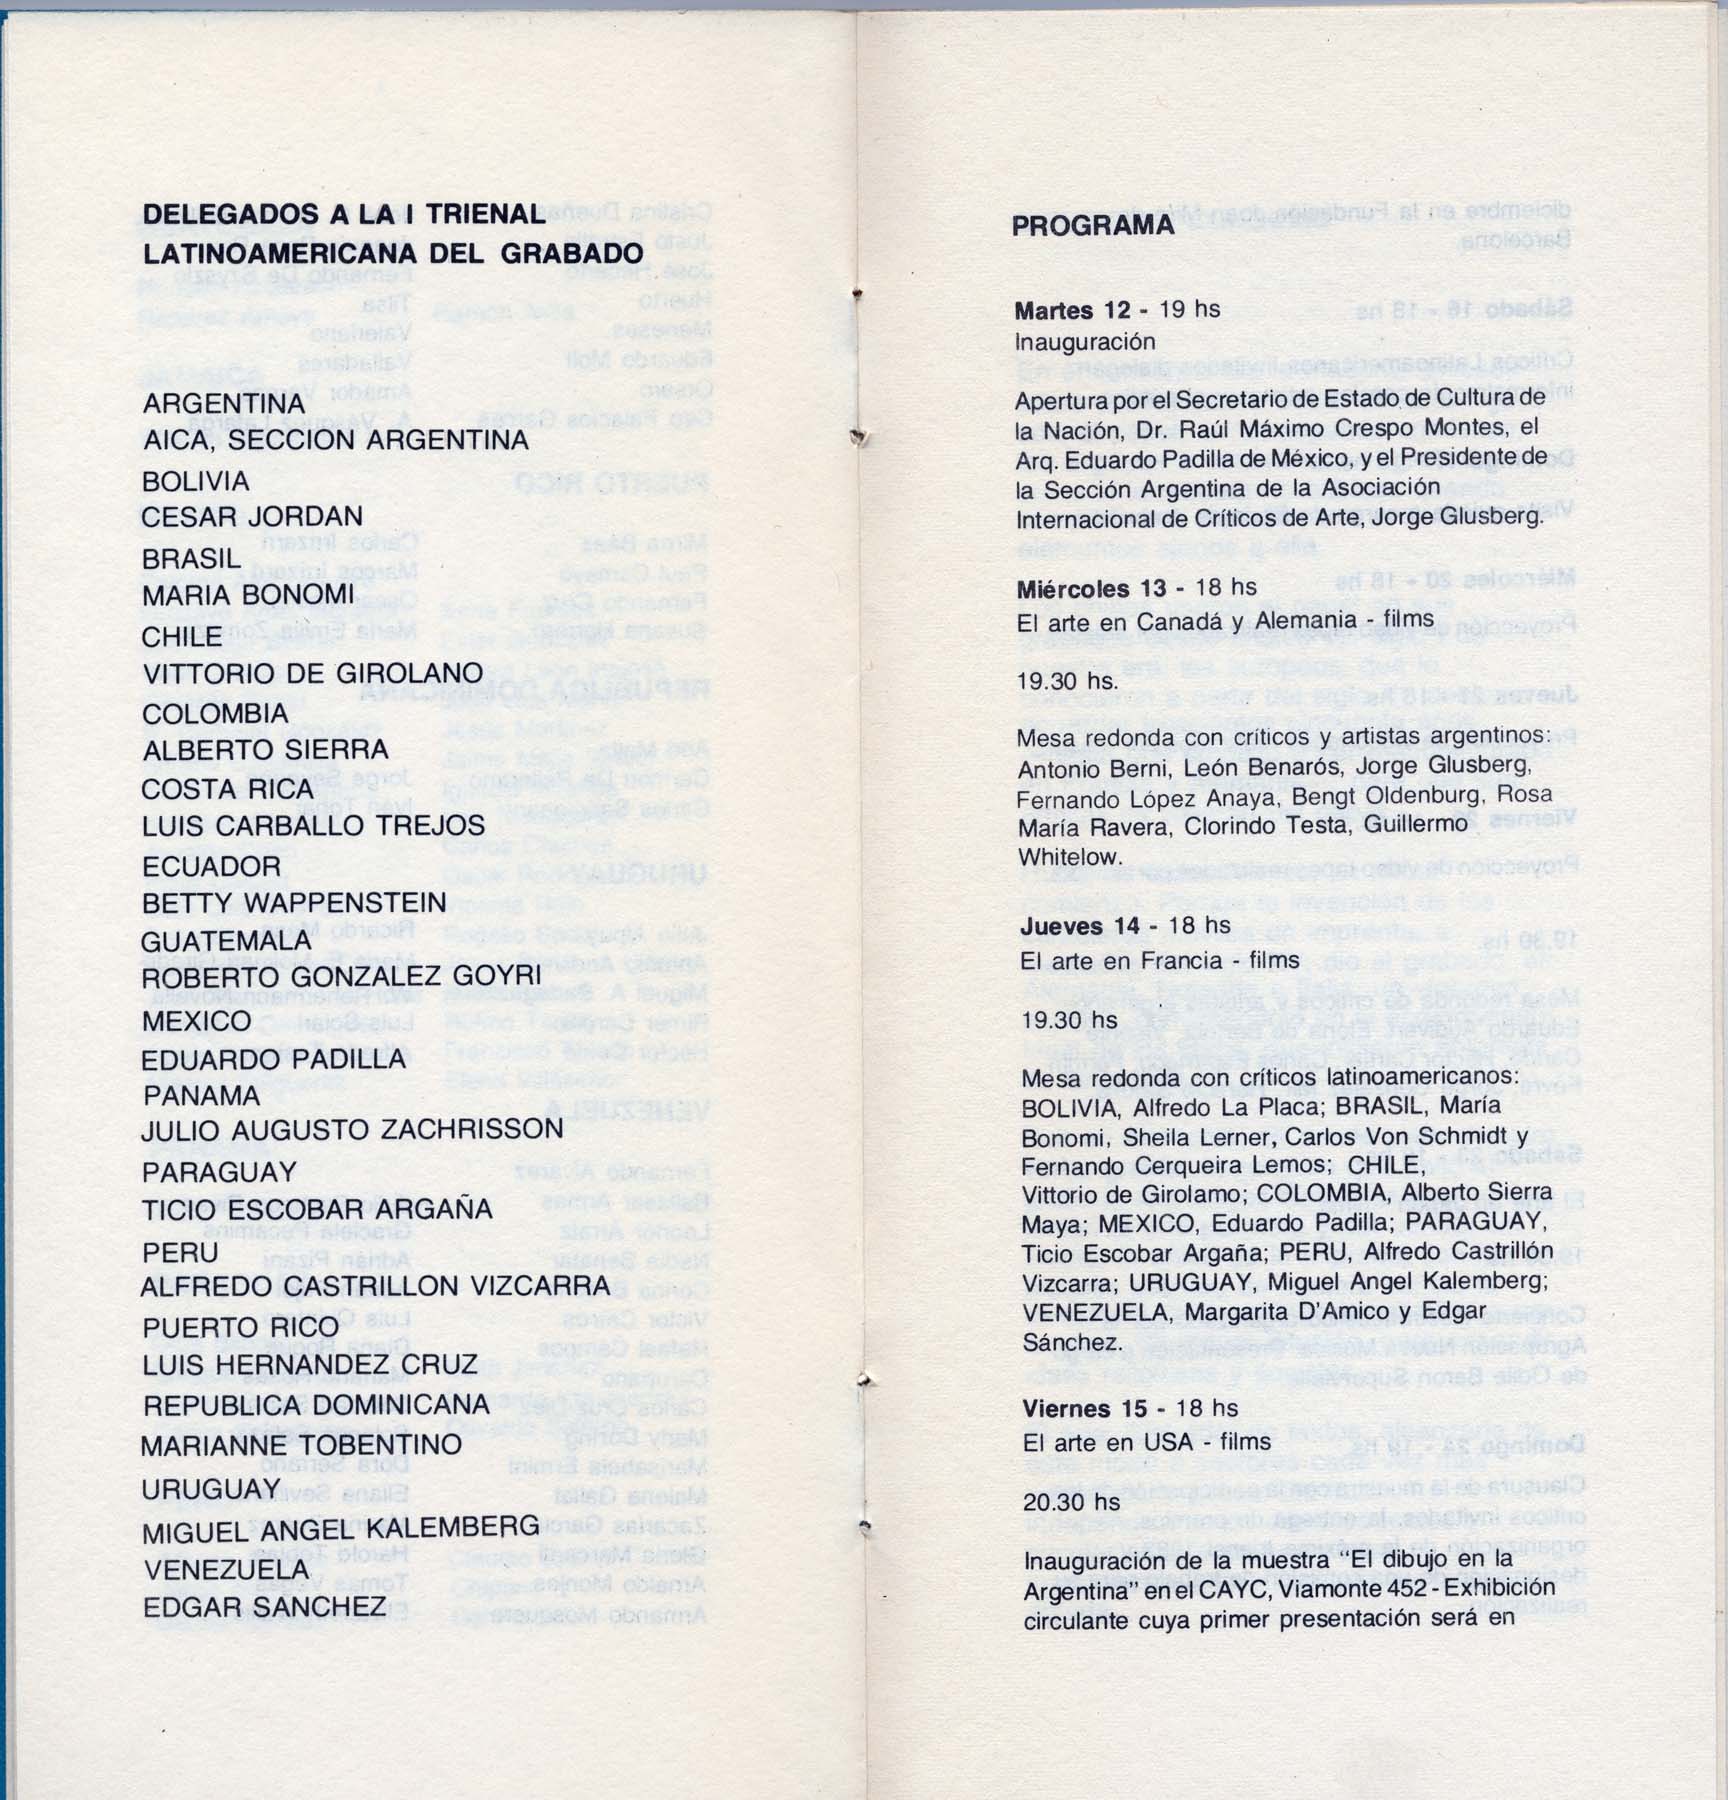 DELEGADOS A LA I TRIENAL
LATINOAMERICANA DEL GRABADO
ARGENTINA
AICA, SECCION ARGENTINA
BOLIVIA
CESAR JORDAN
BRASIL
MARIA BONOMI
CHILE
VITTORIO DE GIROLANO
COLOMBIA
ALBERTO SIERRA
COSTA RICA
LUIS CARBALLO TREJOS
ECUADOR
BETTY WAPPENSTEIN
GUATEMALA
ROBERTO GONZALEZ GOYRI
MEXICO
EDUARDO PADILLA
PANAMA
JULIO AUGUSTO ZACHRISSON
PARAGUAY
TICIO ESCOBAR ARGAÑA
PERU
ALFREDO CASTRILLON VIZCARRA
PUERTO RICO
LUIS HERNANDEZ CRUZ
REPUBLICA DOMINICANA
MARIANNE TOBENTINO
URUGUAY
MIGUEL ANGEL KALEMBERG
VENEZUELA
EDGAR SANCHEZ
PROGRAMA
Martes 12 - 19 hs
Inauguración
Apertura por el Secretario de Estado de Cultura de
la Nación, Dr. Raúl Máximo Crespo Montes, el
Arq. Eduardo Padilla de México, y el Presidente de
la Sección Argentina de la Asociación
Internacional de Críticos de Arte, Jorge Glusberg.
Miércoles 13 - 18 hs
El arte en Canadá y Alemania - films
19.30 hs.
Mesa redonda con críticos y artistas argentinos:
Antonio Berni, León Benarós, Jorge Glusberg,
Fernando López Anaya, Bengt Oldenburg, Rosa
María Ravera, Clorindo Testa, Guillermo
Whitelow.
Jueves 14 - 18 hs
El arte en Francia - films
19.30 hs
Mesa redonda con críticos latinoamericanos:
BOLIVIA, Alfredo La Placa; BRASIL, María
Bonomi, Sheila Lerner, Carlos Von Schmidt y
Fernando Cerqueira Lemos; CHILE,
Vittorio de Girolamo; COLOMBIA, Alberto Sierra
Maya; MEXICO, Eduardo Padilla; PARAGUAY,
Ticio Escobar Argaña; PERU, Alfredo Castrillón
Vizcarra; URUGUAY, Miguel Angel Kalemberg;
VENEZUELA, Margarita D'Amico y Edgar
Sánchez.
Viernes 15 - 18 hs
El arte en USA - films
20.30 hs
Inauguración de la muestra "El dibujo en la
Argentina" en el CAYC, Viamonte 452 - Exhibición
circulante cuya primer presentación será en